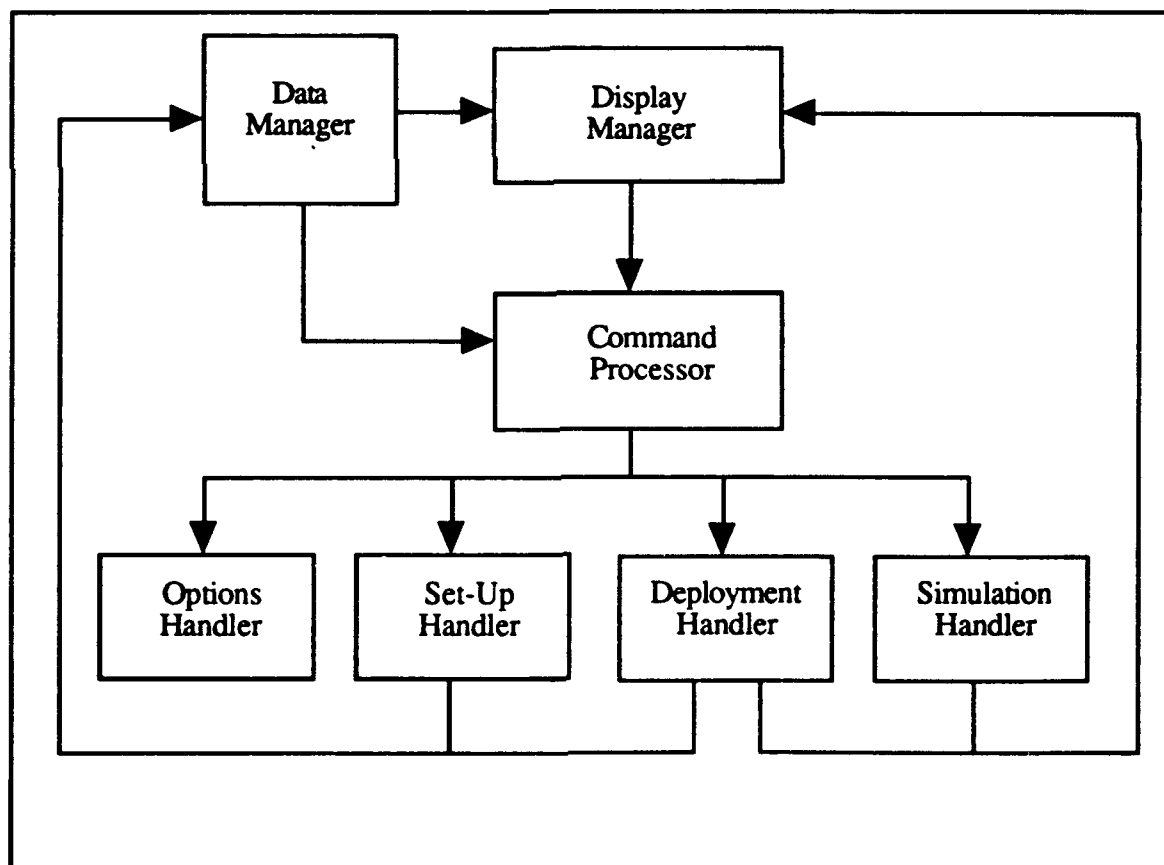 Data
Manager
Display
Manager
Command
Processor
Options
Handler
Set-Up
Handler
Deployment
Handler
Simulation
Handler